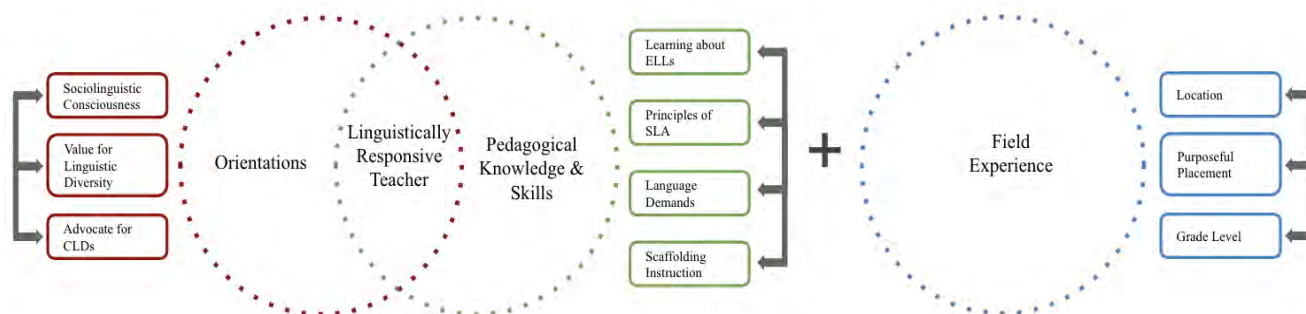 Sociolinguistic
Consciousness
Value for
Linguistic
Diversity
Advocate for
CLDs
Orientations
Linguistically
Responsive
Teacher
Pedagogical
Knowledge &
Skills
Learning about
ELLs
Principles of
SLA
Language
Demands
Scaffolding
Instruction
+
Field
Experience
Location
Purposeful
Placement
Grade Level